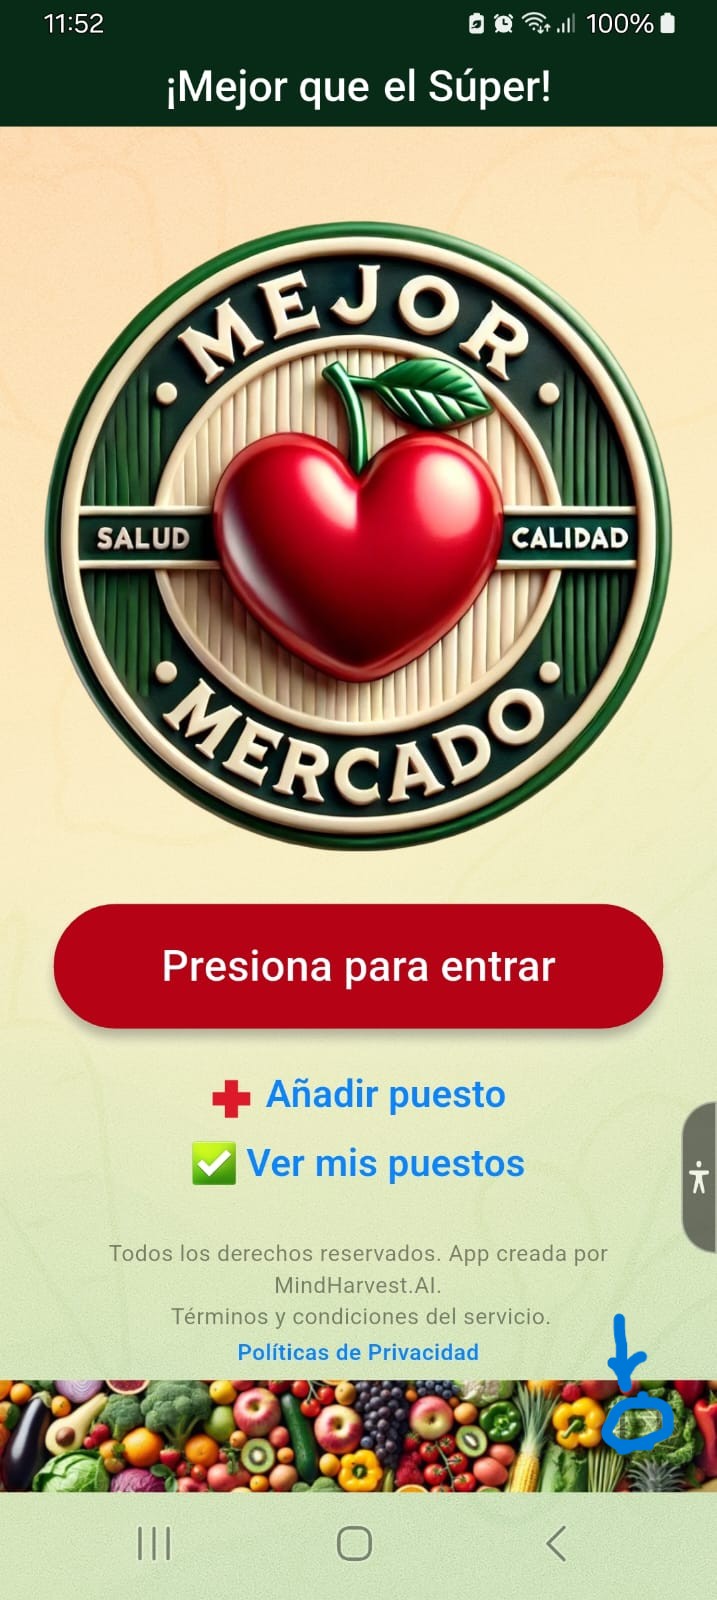 11:52
100%
¡Mejor que el Súper!
MEJOR
SALUD
CALIDAD
MERCADO
Presiona para entrar
Añadir puesto
Ver mis puestos
Todos los derechos reservados. App creada por
MindHarvest.AI.
Términos y condiciones del servicio.
Políticas de Privacidad